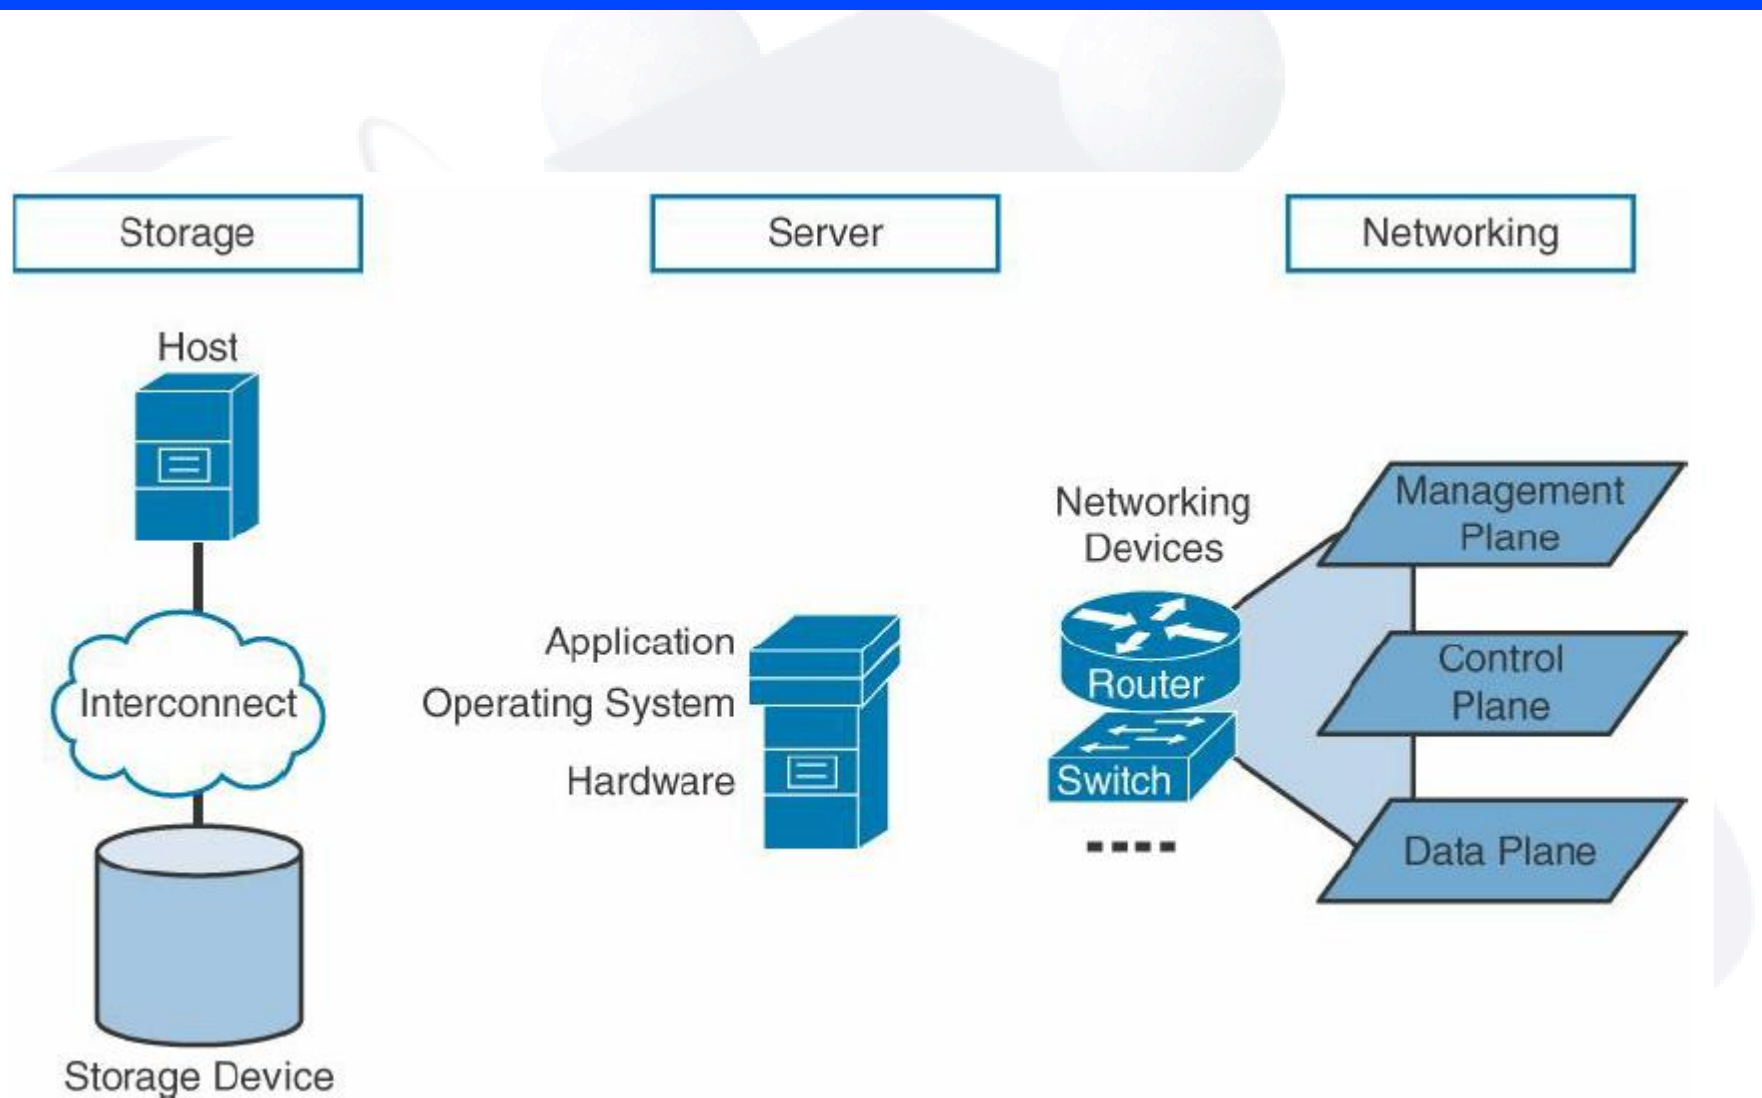 Storage
Server
Networking
Host
Interconnect
Storage Device
Application
Operating System
Hardware
Networking
Devices
Router
Switch
Management
Plane
Control
Plane
Data Plane